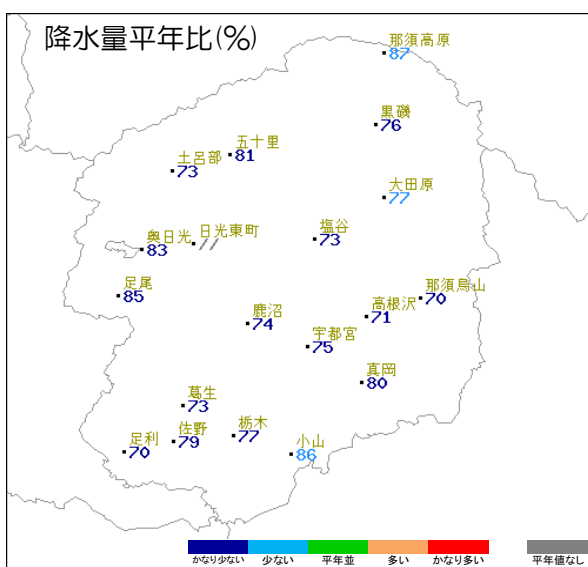 降水量平年比(%)
那須高原
87
黒磯
76
五十里
81
土呂部
73
大田原
77
塩谷
73
日光東町
//
奥日光
83
足尾
85
那須烏山
70
高根沢
71
鹿沼
74
宇都宮
75
真岡
80
葛生
73
栃木
77
佐野
79
足利
70
小山
86
かなり少ない 少ない 平年並 多い かなり多い 平年値なし